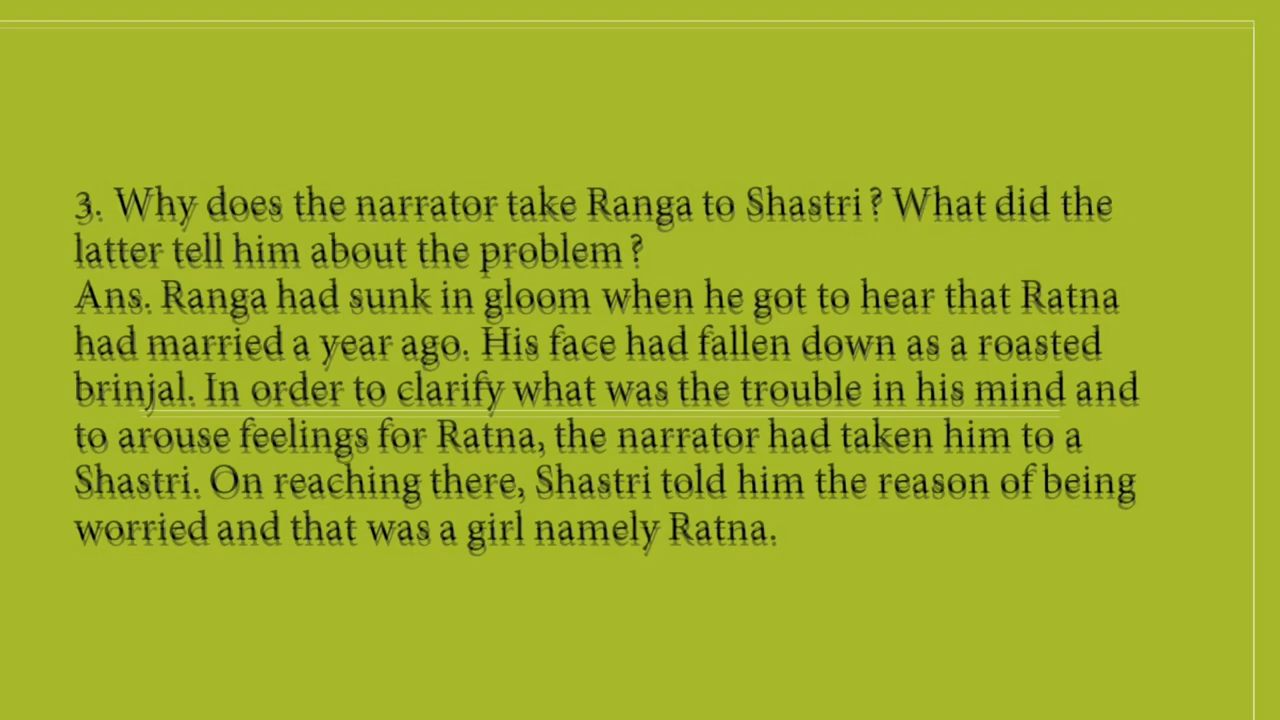 3. Why does the narrator take Ranga to Shastri ? What did the
latter tell him about the problem ?
Ans. Ranga had sunk in gloom when he got to hear that Ratna
had married a year ago. His face had fallen down as a roasted
brinjal. In order to clarify what was the trouble in his mind and
to arouse feelings for Ratna, the narrator had taken him to a
Shastri. On reaching there, Shastri told him the reason of being
worried and that was a girl namely Ratna.